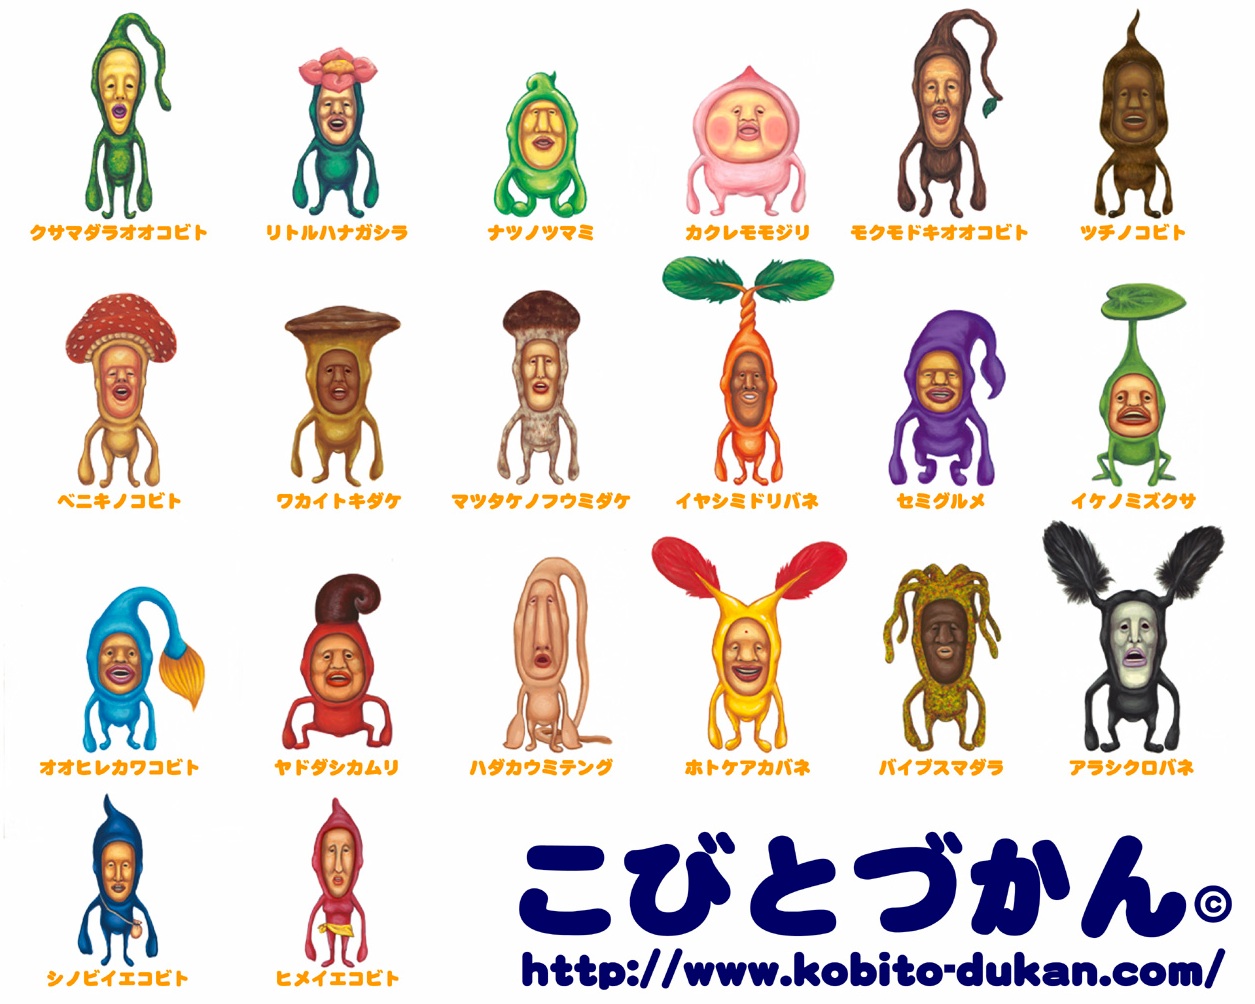 クサマダラオオコビト
リトルハナガシラ
ナツノツマミ
カクレモモジリ
モクモドキオオコビト
ツチノコビト
ベニキノコビト
ワカイトキダケ
マツタケノフウミダケ
イヤシミドリバネ
セミグルメ
イケノミズクサ
オオヒレカワコビト
ヤドダシカムリ
ハダカウミテング
ホトケアカバネ
バイブスマダラ
アラシクロバネ
シノビイエコビト
ヒメイエコビト
こびとづかん©
http://www.kobito-dukan.com/